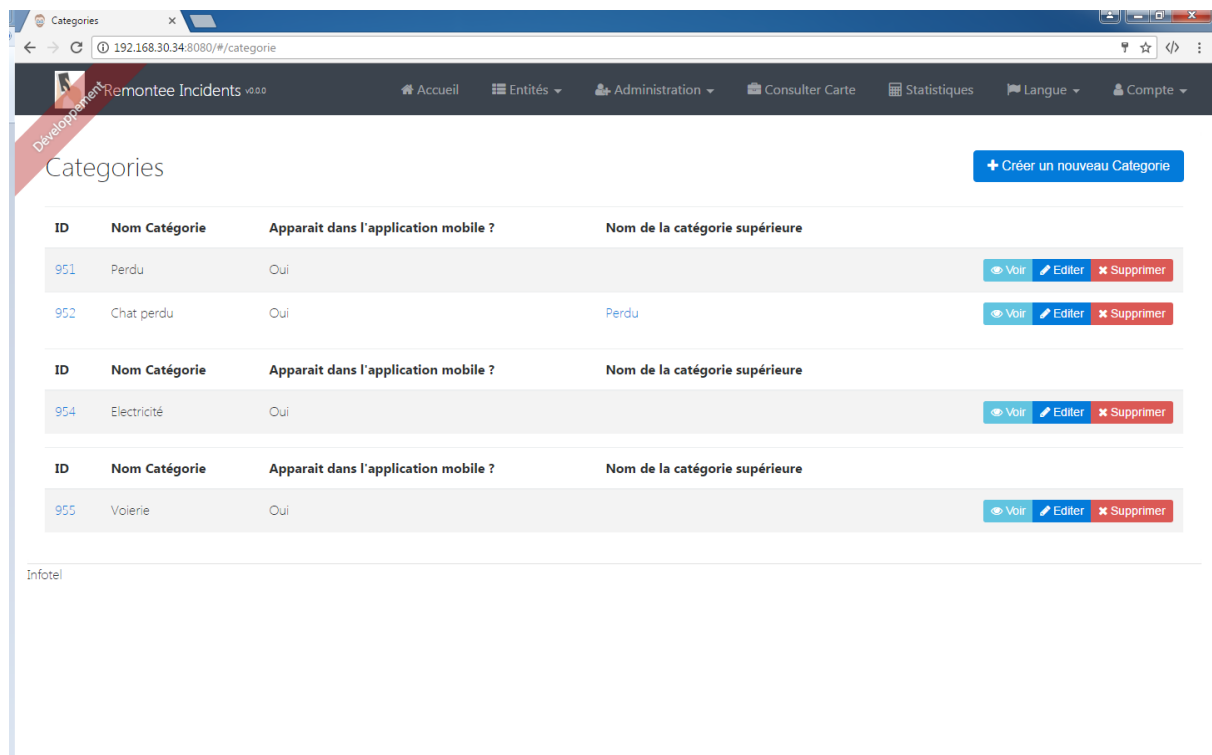 Categories
192.168.30.34:8080/#/categorie
Développement
Remontee Incidents v0.0.0 Accueil Entités Administration Consulter Carte Statistiques Langue Compte
Categories Créer un nouveau Categorie
ID Nom Catégorie Apparait dans l'application mobile ? Nom de la catégorie supérieure
951 Perdu Oui Voir Editer Supprimer
952 Chat perdu Oui Perdu Voir Editer Supprimer
ID Nom Catégorie Apparait dans l'application mobile ? Nom de la catégorie supérieure
954 Electricité Oui Voir Editer Supprimer
ID Nom Catégorie Apparait dans l'application mobile ? Nom de la catégorie supérieure
955 Voierie Oui Voir Editer Supprimer
Infotel